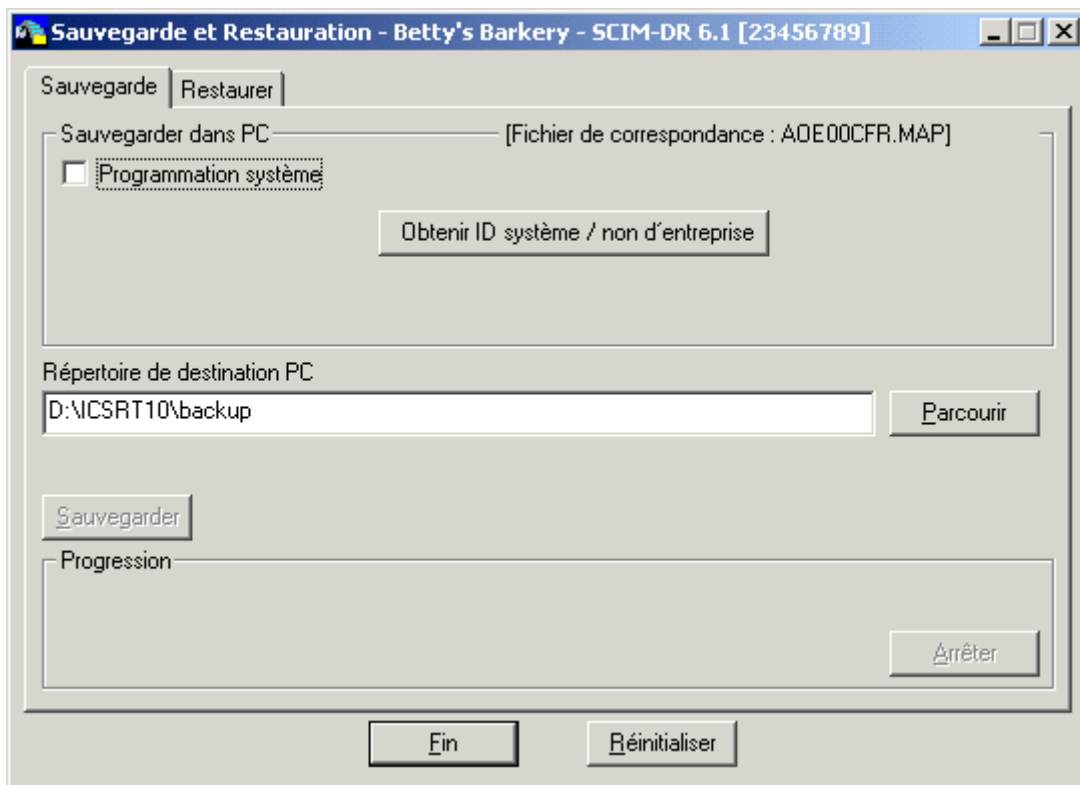 Sauvegarde et Restauration - Betty's Barkery - SCIM-DR 6.1 [23456789]
Sauvegarde Restaurer
Sauvegarder dans PC [Fichier de correspondance : AOE00CFR.MAP]
Programmation système
Obtenir ID système / non d´entreprise
Répertoire de destination PC
D:\ICSRT10\backup
Parcourir
Sauvegarder
Progression
Arrêter
Fin Réinitialiser